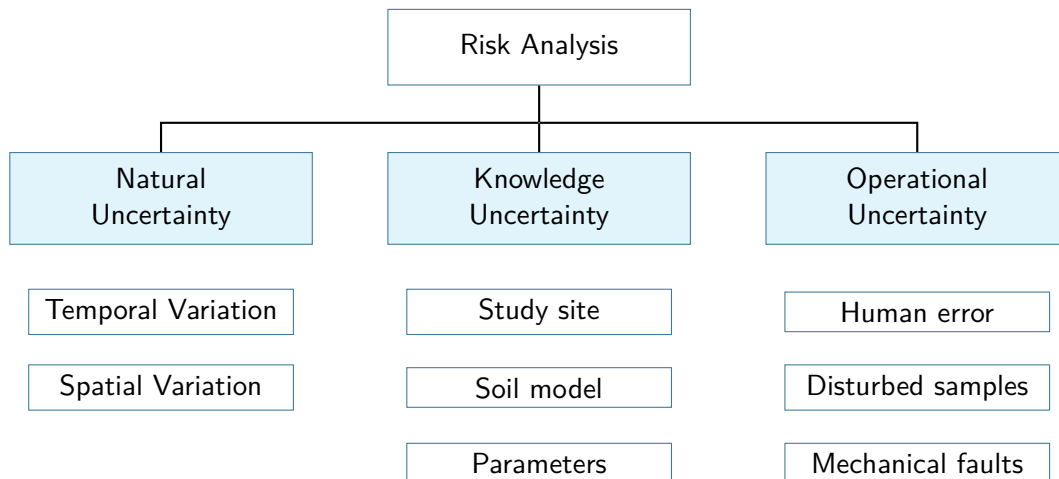 Risk Analysis
Natural
Uncertainty
Knowledge
Uncertainty
Operational
Uncertainty
Temporal Variation
Spatial Variation
Study site
Soil model
Parameters
Human error
Disturbed samples
Mechanical faults